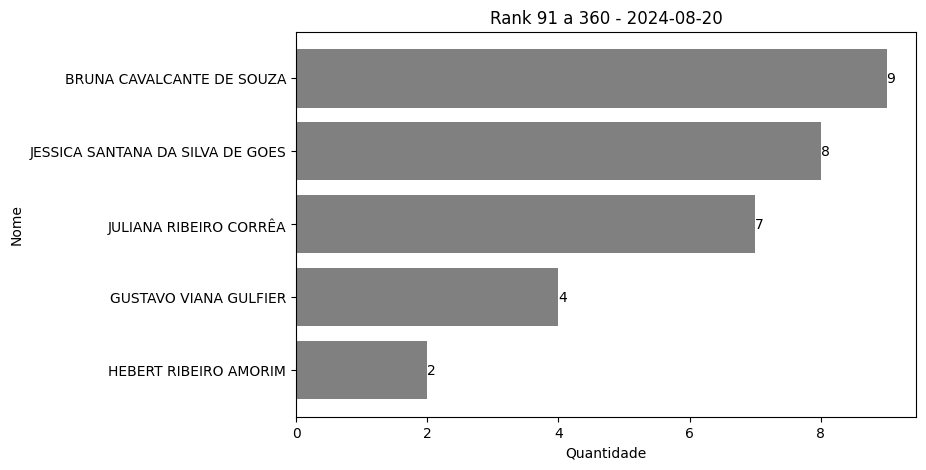 Rank 91 a 360 - 2024-08-20
Nome
BRUNA CAVALCANTE DE SOUZA
9
JESSICA SANTANA DA SILVA DE GOES
8
JULIANA RIBEIRO CORRÊA
7
GUSTAVO VIANA GULFIER
4
HEBERT RIBEIRO AMORIM
2
0 2 4 6 8
Quantidade